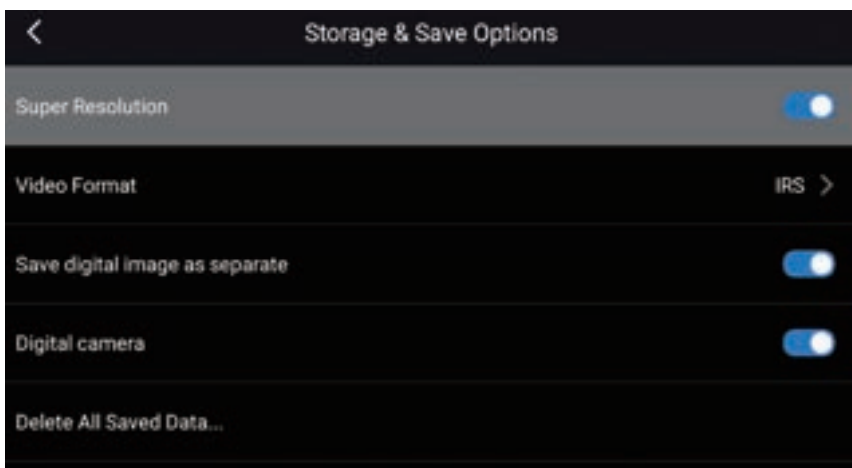 Storage & Save Options
Super Resolution
Video Format IRS
Save digital image as separate
Digital camera
Delete All Saved Data...